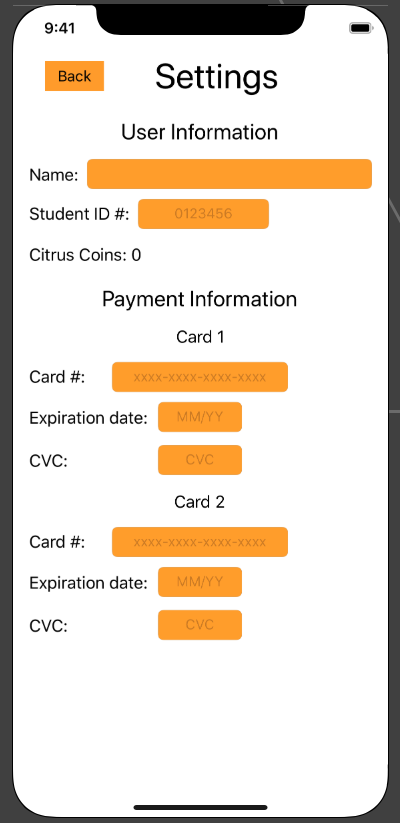 9:41
Back
Settings
User Information
Name:
Student ID #: 0123456
Citrus Coins: 0
Payment Information
Card 1
Card #: xxxx-xxxx-xxxx-xxxx
Expiration date: MM/YY
CVC: CVC
Card 2
Card #: xxxx-xxxx-xxxx-xxxx
Expiration date: MM/YY
CVC: CVC